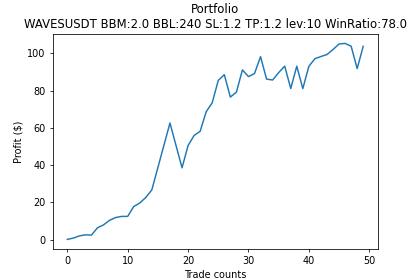 Portfolio
WAVESUSDT BBM:2.0 BBL:240 SL:1.2 TP:1.2 lev:10 WinRatio:78.0
100
80
60
40
20
0
Profit ($)
0 10 20 30 40 50
Trade counts